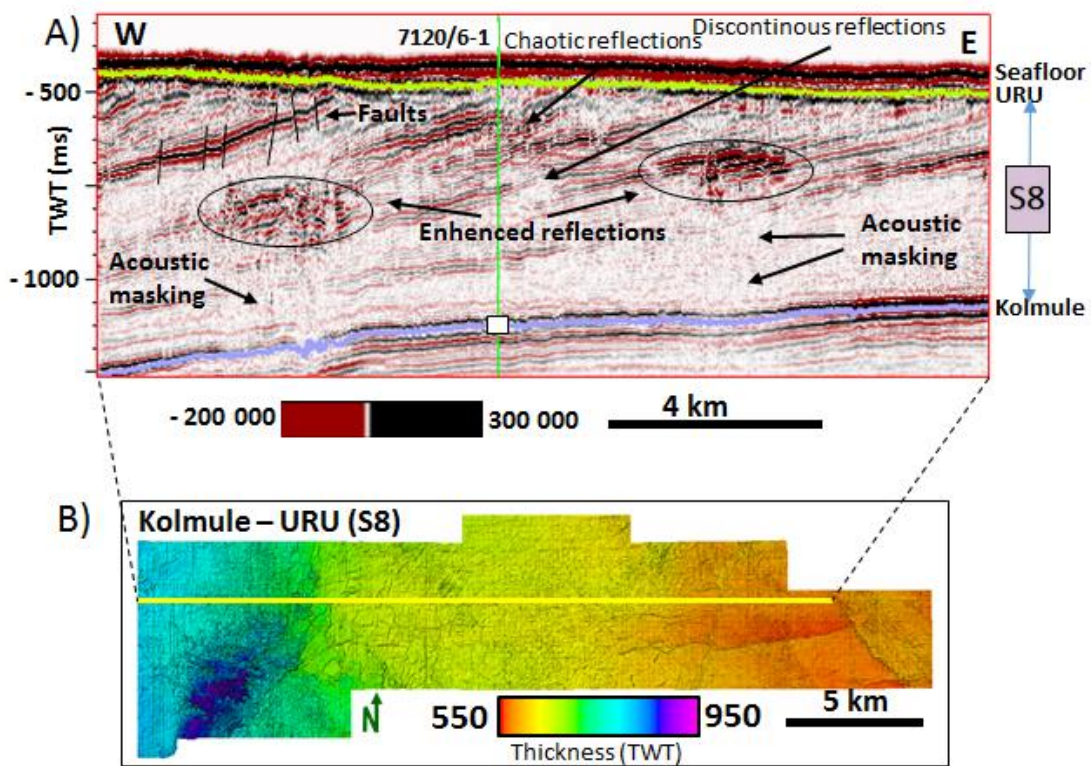 A)
W
7120/6-1
Chaotic reflections
Discontinous reflections
E
Seafloor
URU
- 500
Faults
TWT (ms)
S8
Enhenced reflections
Acoustic
masking
Acoustic
masking
- 1000
Kolmule
- 200 000
300 000
4 km
B)
Kolmule – URU (S8)
N
550
950
Thickness (TWT)
5 km